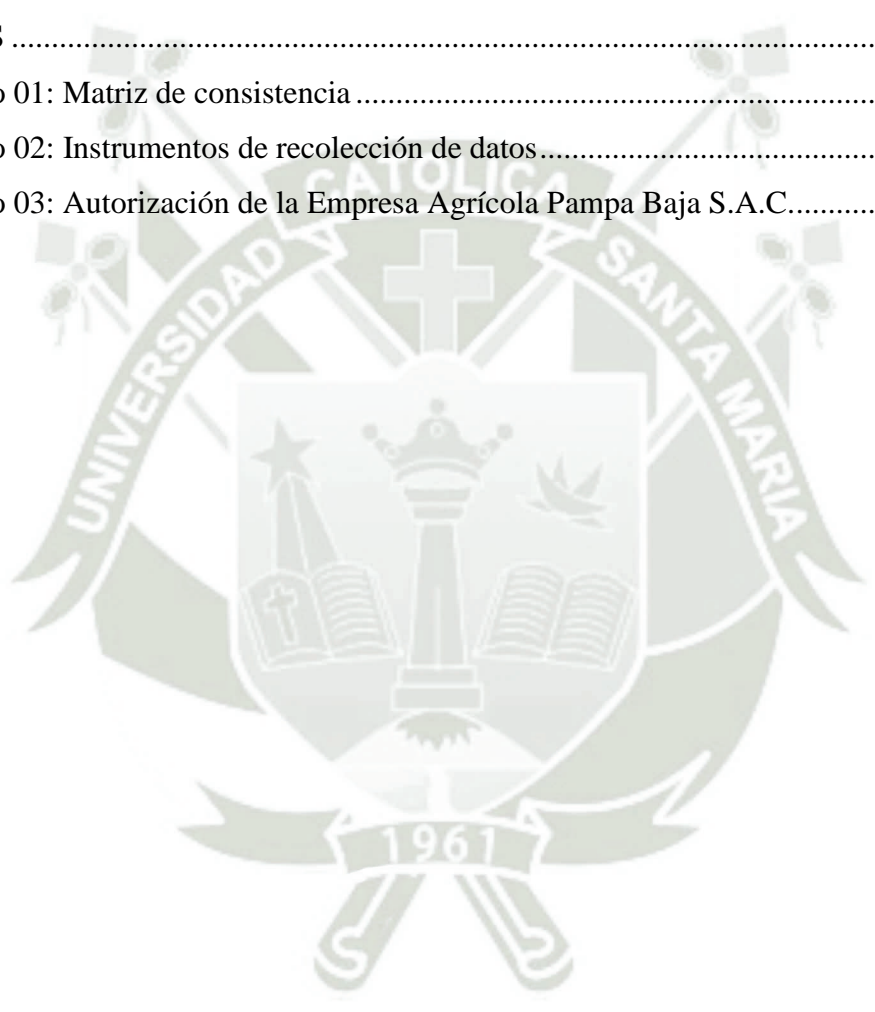 S ........................................................................................................
o 01: Matriz de consistencia ........................................................................
o 02: Instrumentos de recolección de datos ..............................................
o 03: Autorización de la Empresa Agrícola Pampa Baja S.A.C ...........
UNIVERSIDAD CATOLICA SANTA MARIA
1961